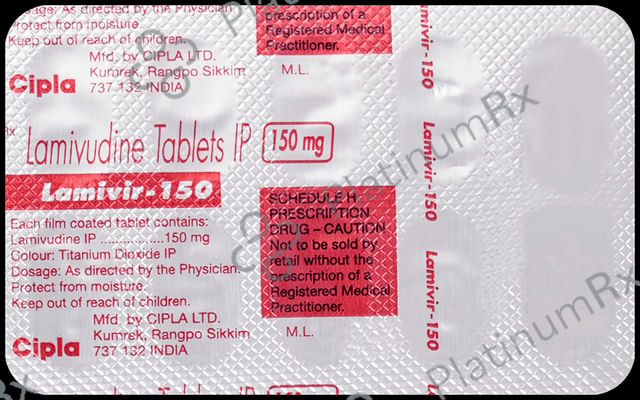 Dosage: As directed by the Physician.
Protect from moisture.
Keep out of reach of children.
Mfd. by CIPLA LTD.
Kumrek, Rangpo Sikkim
Cipla 737 132 INDIA
prescription of a
Registered Medical
Practitioner.
M.L.
Rx
Lamivudine Tablets IP 150 mg
Lamivir-150
Each film coated tablet contains:
Lamivudine IP ................150 mg
Colour: Titanium Dioxide IP
Dosage: As directed by the Physician.
Protect from moisture.
Keep out of reach of children.
Mfd. by CIPLA LTD.
Kumrek, Rangpo Sikkim
Cipla 737 132 INDIA
SCHEDULE H
PRESCRIPTION
DRUG – CAUTION
Not to be sold by
retail without the
prescription of a
Registered Medical
Practitioner.
M.L.
Lamivir-150
Lamivir-150
Lamivir-150
Tablets IP
PlatinumRx
PlatinumRx
PlatinumRx